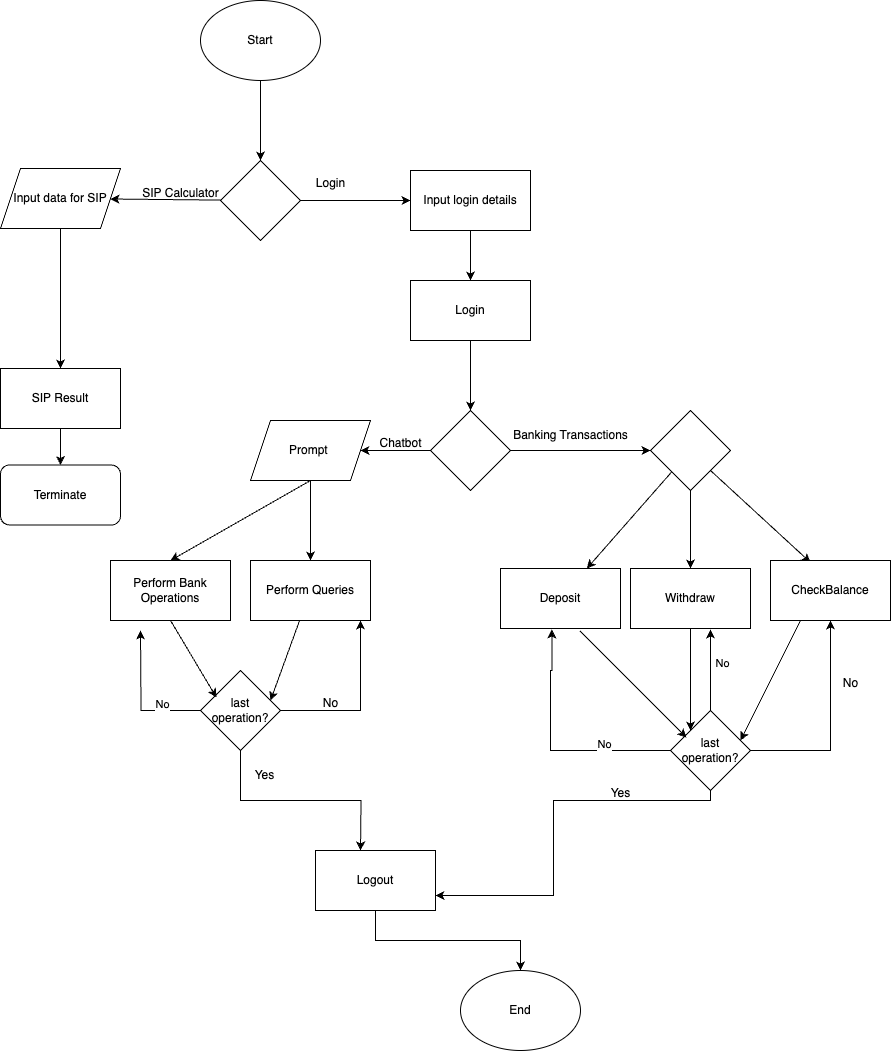 Start
SIP Calculator
Login
Input data for SIP
Input login details
Login
SIP Result
Terminate
Chatbot
Banking Transactions
Prompt
Perform Bank
Operations
Perform Queries
Deposit
Withdraw
CheckBalance
No
last
operation?
No
No
No
No
last
operation?
Yes
Yes
Logout
End